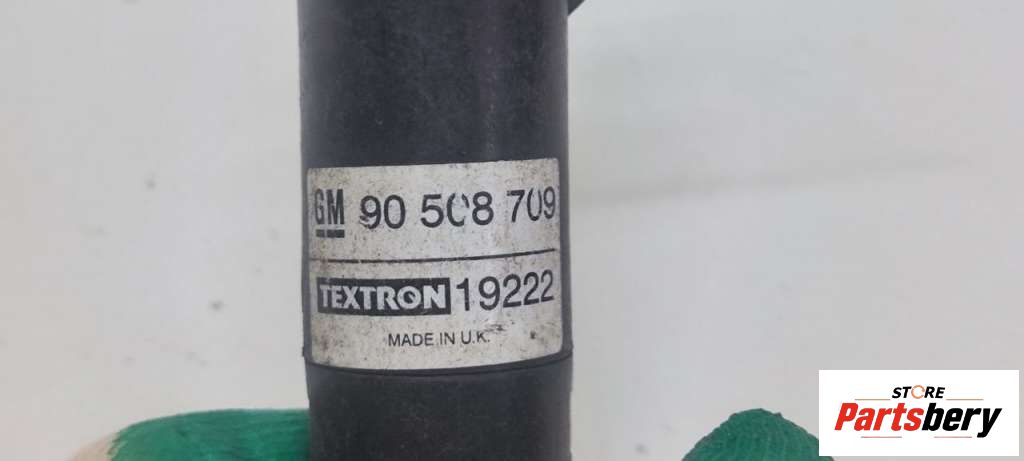 GM 90 508 709
TEXTRON 19222
MADE IN U.K.
STORE
Partsbery